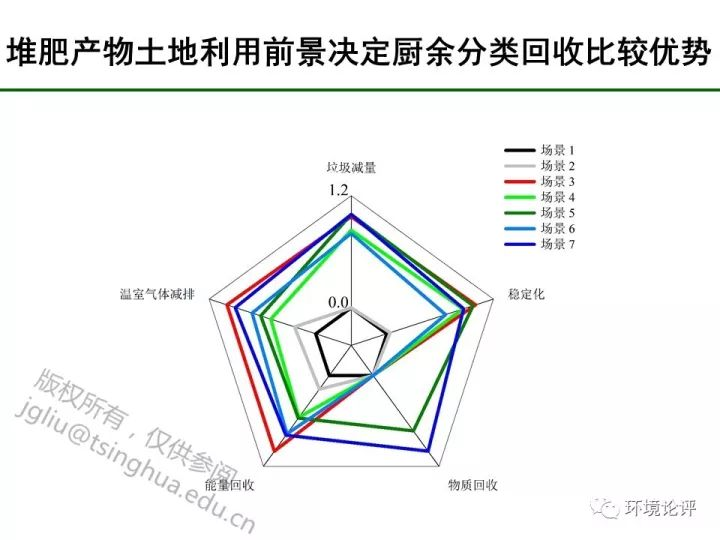 堆肥产物土地利用前景决定厨余分类回收比较优势
场景 1
场景 2
场景 3
场景 4
场景 5
场景 6
场景 7
垃圾减量
1.2
温室气体减排
稳定化
0.0
能量回收
物质回收
版权所有，仅供参阅
jgliu@tsinghua.edu.cn
环境论评